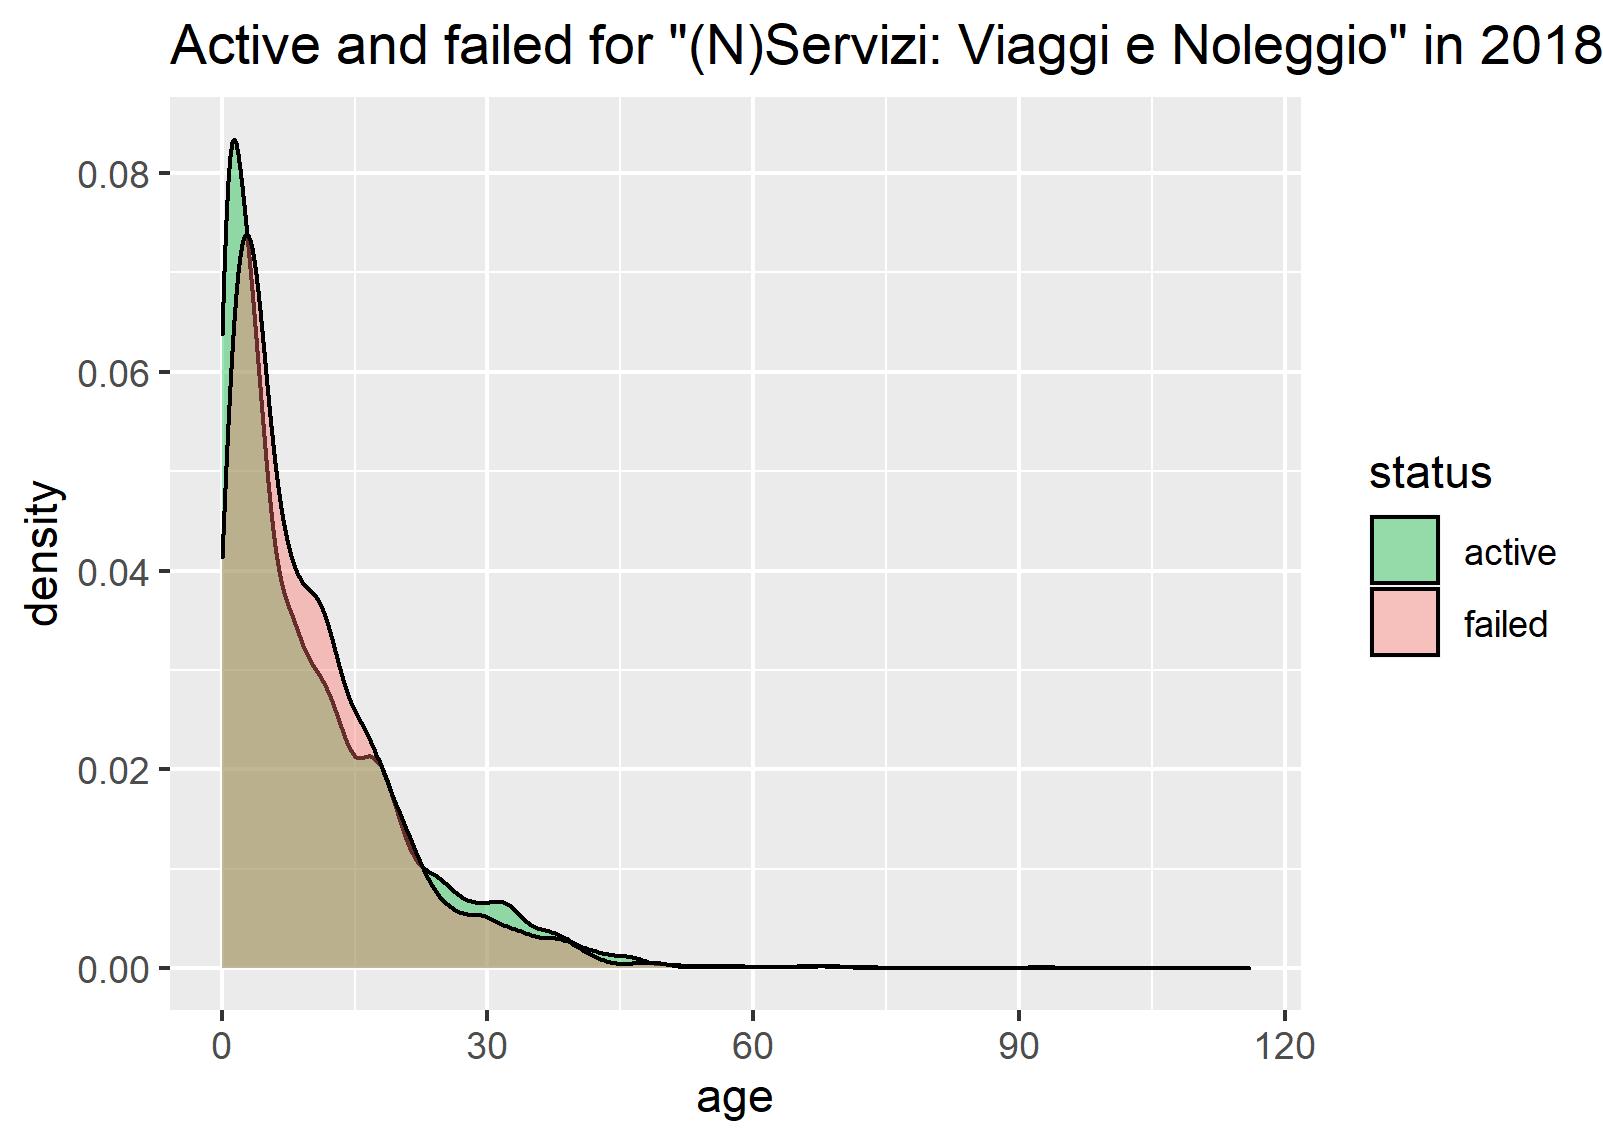 Active and failed for "(N)Servizi: Viaggi e Noleggio" in 2018
density
0.08
0.06
0.04
0.02
0.00
0 30 60 90 120
age
status
active
failed